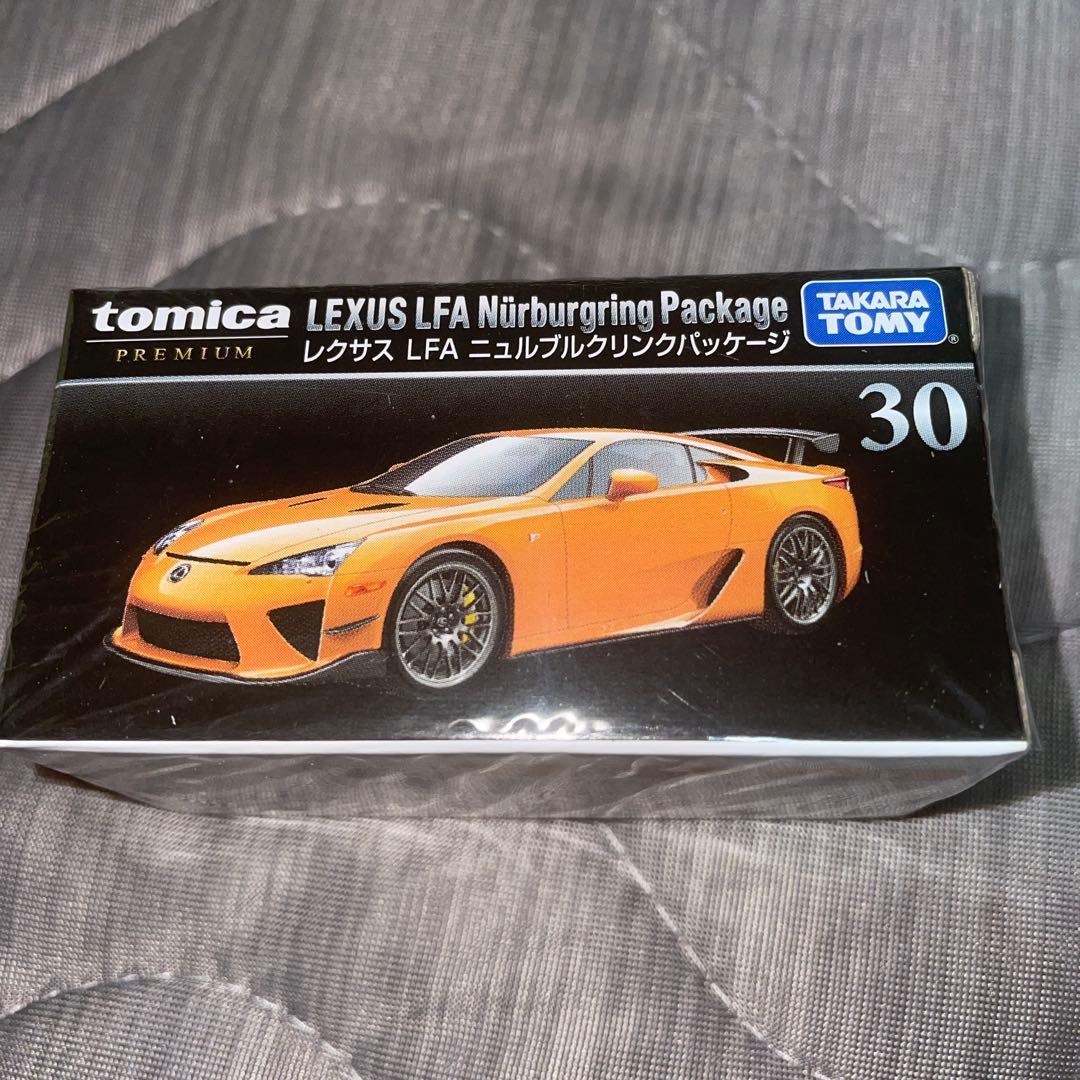 tomica
PREMIUM
LEXUS LFA Nürburgring Package
レクサス LFA ニュルブルクリンクパッケージ
TAKARA
TOMY
®
30